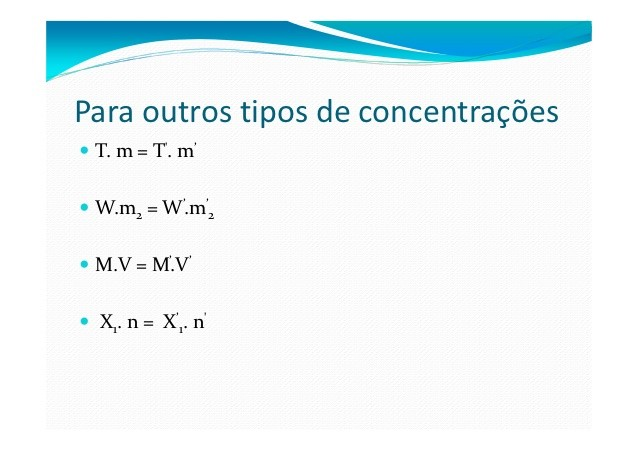 Para outros tipos de concentrações
• T. m = T'. m'
• W.m₂ = W'.m'₂
• M.V = M'.V'
• X₁. n = X'₁. n'